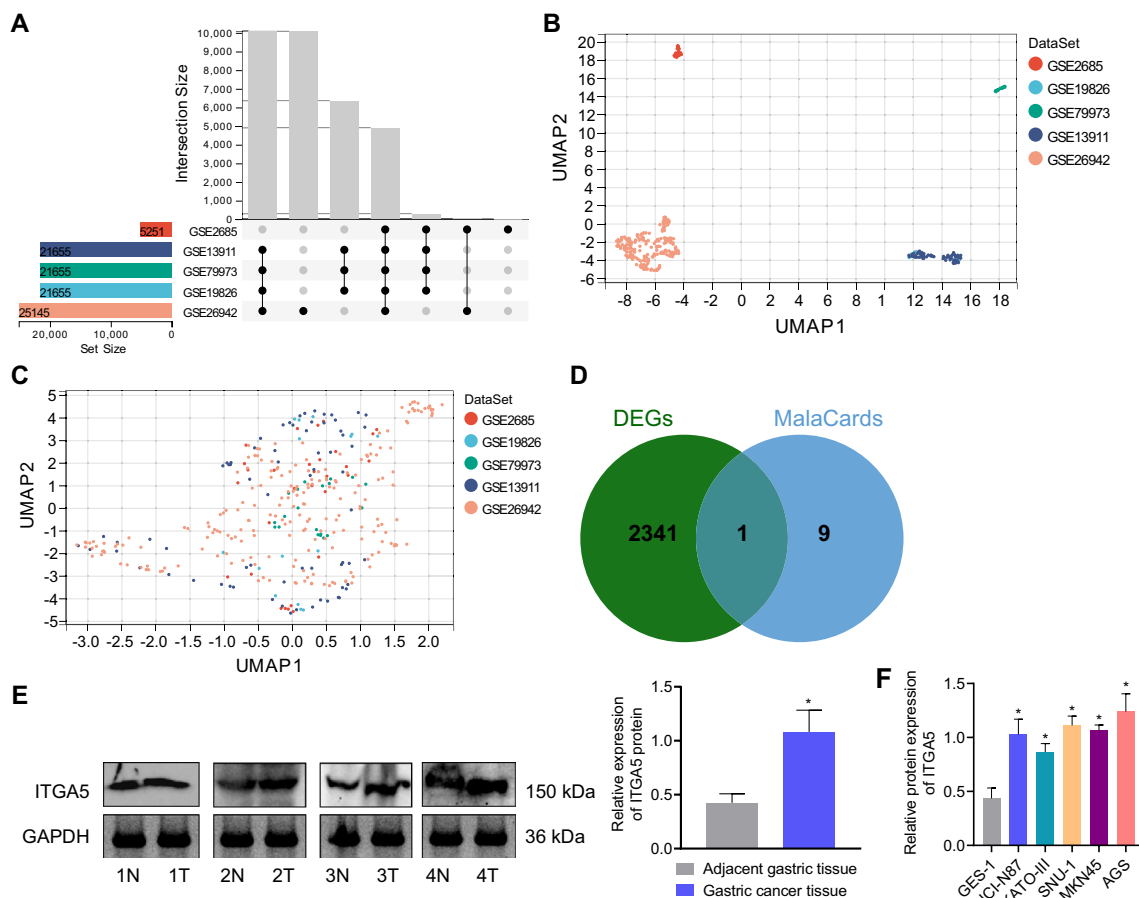 A
10,000
9,000
8,000
7,000
6,000
5,000
4,000
3,000
2,000
1,000
0
Intersection Size
5251 GSE2685
21655 GSE13911
21655 GSE79973
21655 GSE19826
25145 GSE26942
20,000 10,000 0
Set Size
B
20
18
16
14
12
10
8
6
4
2
0
-2
-4
-6
UMAP2
-8 -6 -4 -2 0 2 4 6 8 10 12 14 16 18
UMAP1
DataSet
GSE2685
GSE19826
GSE79973
GSE13911
GSE26942
C
5
4
3
2
1
0
-1
-2
-3
-4
-5
UMAP2
-3.0 -2.5 -2.0 -1.5 -1.0 -0.5 0.0 0.5 1.0 1.5 2.0
UMAP1
DataSet
GSE2685
GSE19826
GSE79973
GSE13911
GSE26942
D
DEGs MalaCards
2341 1 9
E
ITGA5 150 kDa
GAPDH 36 kDa
1N 1T 2N 2T 3N 3T 4N 4T
Relative expression
of ITGA5 protein
1.5
1.0
0.5
0.0
*
Adjacent gastric tissue
Gastric cancer tissue
F
Relative protein expression
of ITGA5
1.5
1.0
0.5
0.0
* * * * *
GES-1 SNU-1 MKN45 AGS